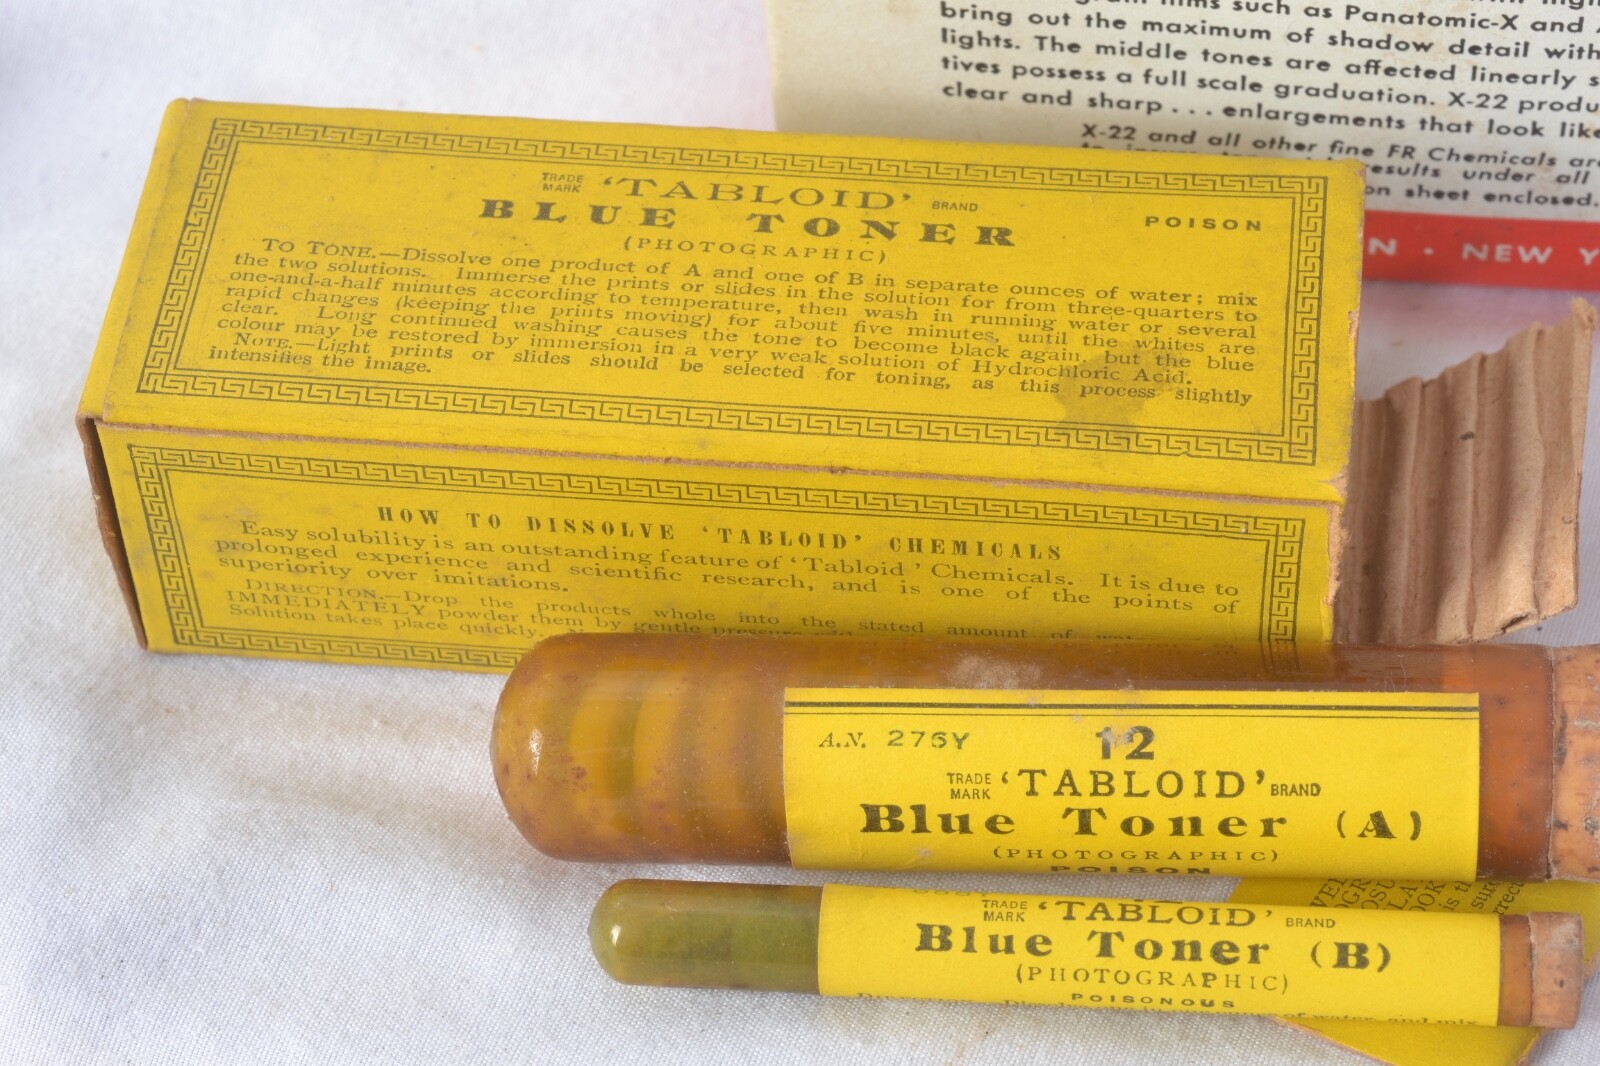 films such as Panatomic-X and
bring out the maximum of shadow detail with
lights. The middle tones are affected linearly
tives possess a full scale graduation. X-22 produ
clear and sharp . . . enlargements that look like
X-22 and all other fine FR Chemicals are
results under all
on sheet enclosed.
N • NEW Y
TRADE MARK 'TABLOID' BRAND
BLUE TONER
POISON
(PHOTOGRAPHIC)
TO TONE.—Dissolve one product of A and one of B in separate ounces of water; mix
the two solutions. Immerse the prints or slides in the solution for from three-quarters to
one-and-a-half minutes according to temperature, then wash in running water or several
rapid changes (keeping the prints moving) for about five minutes, until the whites are
clear. Long continued washing causes the tone to become black again, but the blue
colour may be restored by immersion in a very weak solution of Hydrochloric Acid.
NOTE.—Light prints or slides should be selected for toning, as this process slightly
intensifies the image.
HOW TO DISSOLVE 'TABLOID' CHEMICALS
Easy solubility is an outstanding feature of 'Tabloid' Chemicals. It is due to
prolonged experience and scientific research, and is one of the points of
superiority over imitations.
DIRECTION.—Drop the products whole into the stated amount of
IMMEDIATELY powder them by gentle pressure
Solution takes place quickly.
A.N. 276Y
12
TRADE MARK 'TABLOID' BRAND
Blue Toner (A)
(PHOTOGRAPHIC)
POISON
TRADE MARK 'TABLOID' BRAND
Blue Toner (B)
(PHOTOGRAPHIC)
POISONOUS
of water, and mix